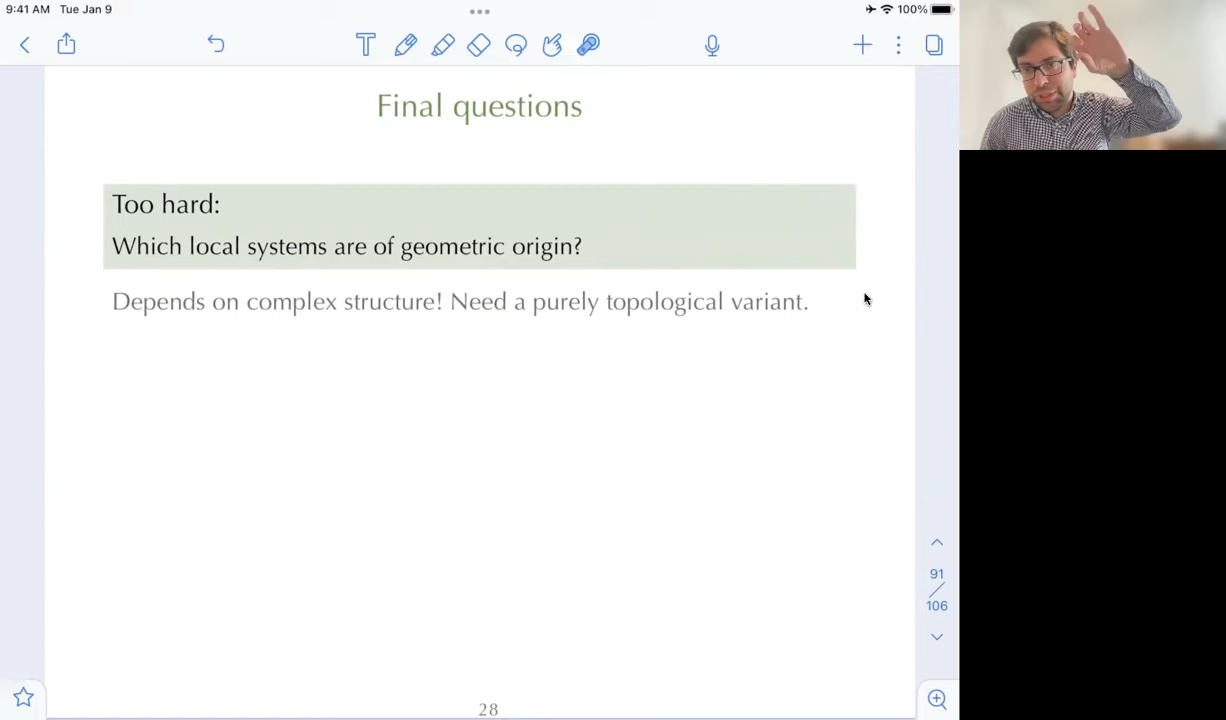 9:41 AM Tue Jan 9
100%
Final questions
Too hard:
Which local systems are of geometric origin?
Depends on complex structure! Need a purely topological variant.
91
106
28